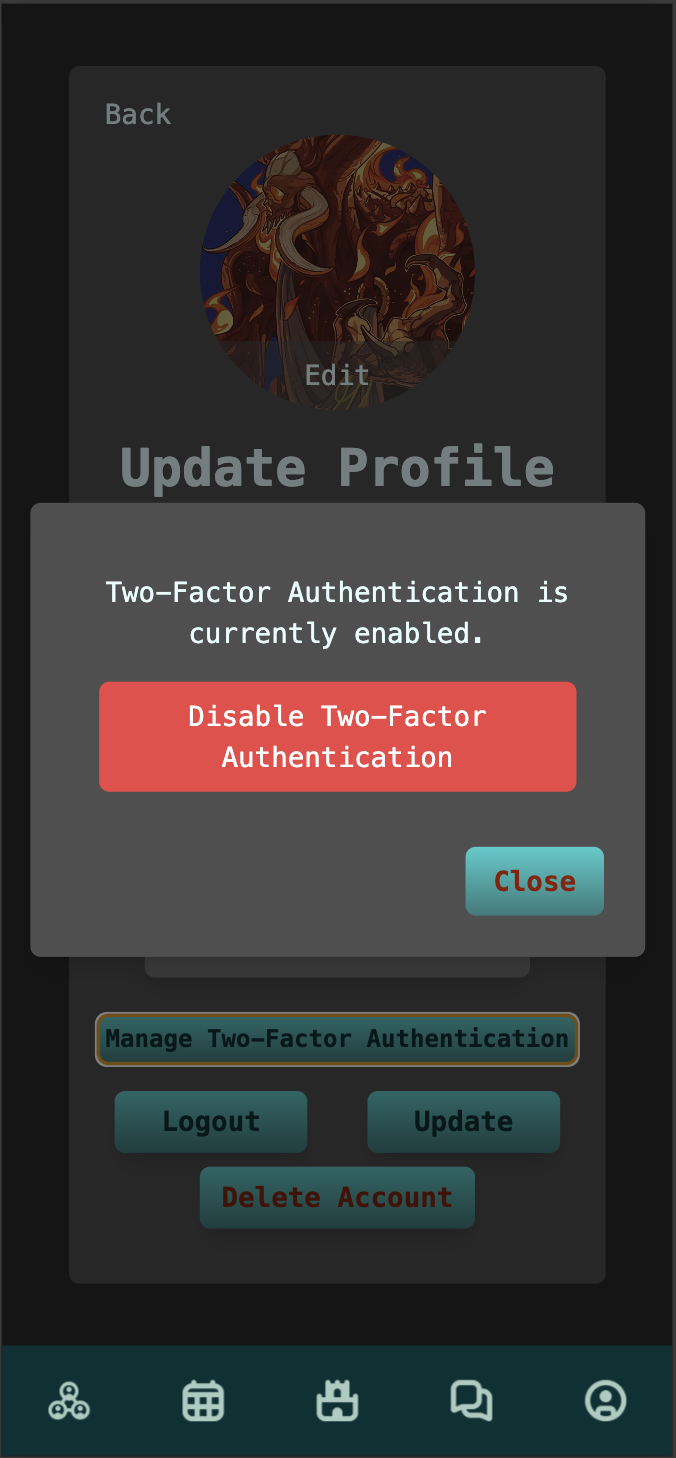 Back
Edit
Update Profile
Two-Factor Authentication is
currently enabled.
Disable Two-Factor
Authentication
Close
Manage Two-Factor Authentication
Logout
Update
Delete Account